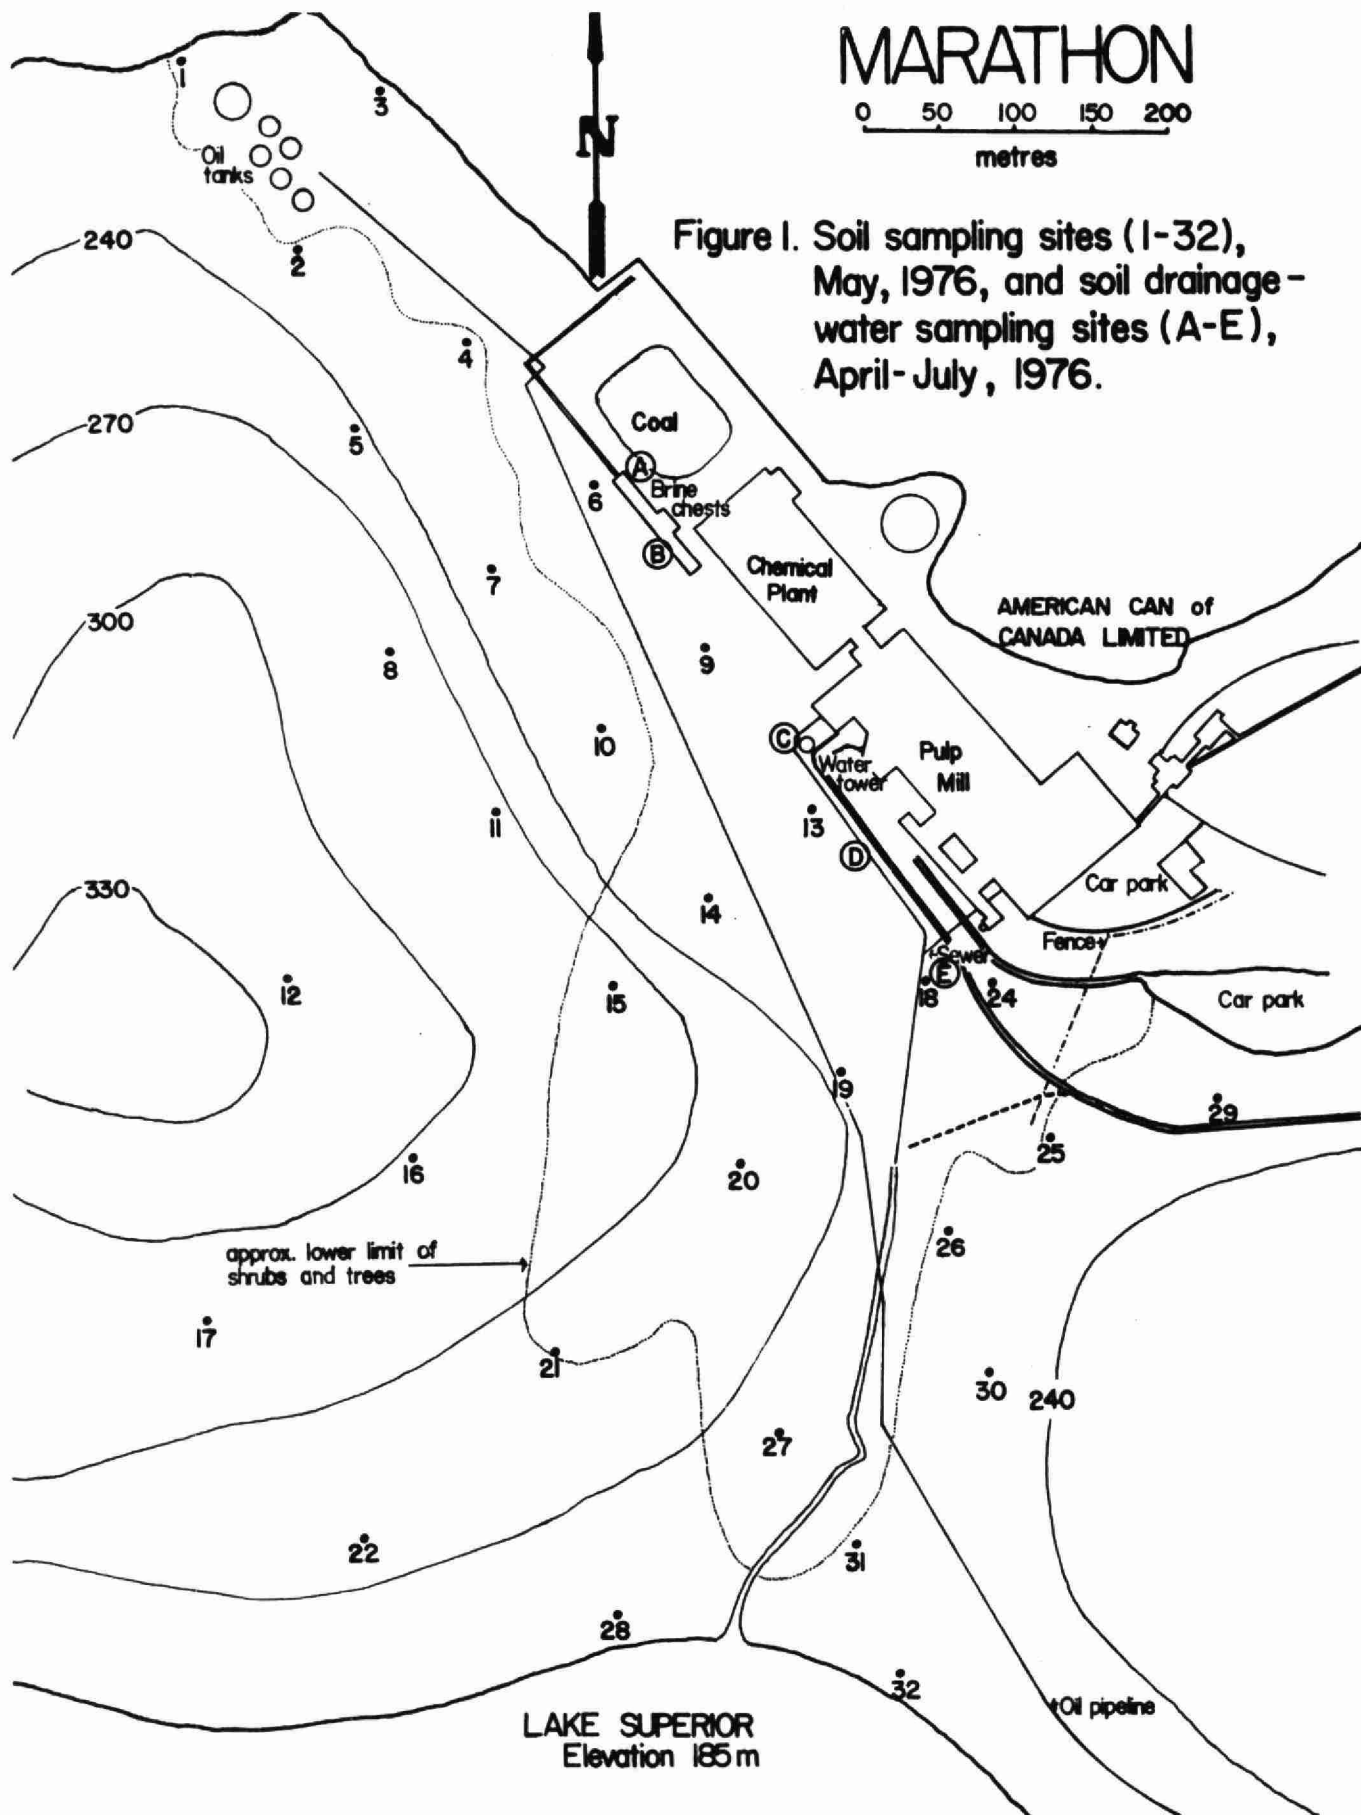 MARATHON
0 50 100 150 200
metres
N
Figure 1. Soil sampling sites (1-32),
May, 1976, and soil drainage-
water sampling sites (A-E),
April-July, 1976.
1
3
Oil
tanks
2
240
4
270
5
Coal
A
Brine
chests
6
B
7
Chemical
Plant
AMERICAN CAN of
CANADA LIMITED
300
8
9
10
C
Water
tower
Pulp
Mill
11
13
D
330
14
Car park
Fence
Sewer
E
12
15
18
24
Car park
19
29
25
16
20
26
approx. lower limit of
shrubs and trees
17
21
30
240
27
22
31
28
32
Oil pipeline
LAKE SUPERIOR
Elevation 185m